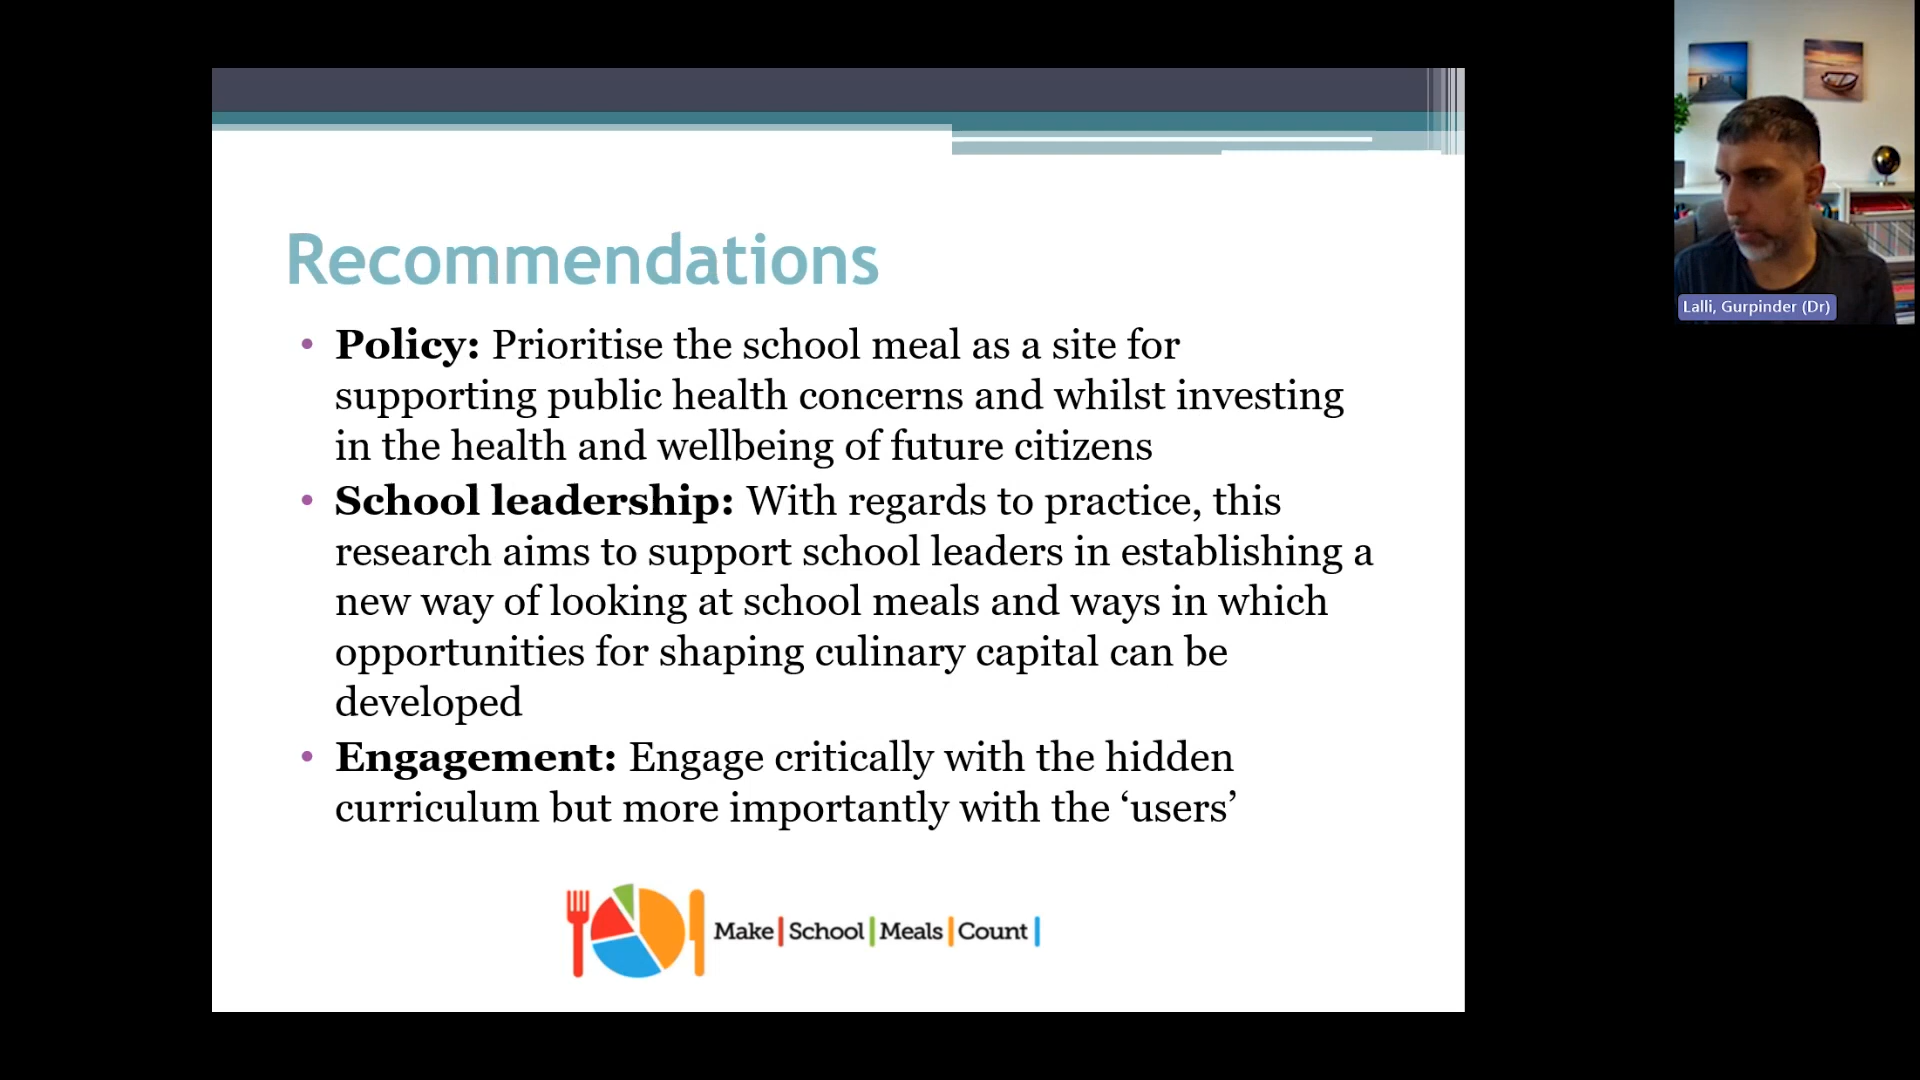 Recommendations
• Policy: Prioritise the school meal as a site for
supporting public health concerns and whilst investing
in the health and wellbeing of future citizens
• School leadership: With regards to practice, this
research aims to support school leaders in establishing a
new way of looking at school meals and ways in which
opportunities for shaping culinary capital can be
developed
• Engagement: Engage critically with the hidden
curriculum but more importantly with the ‘users’
Make School Meals Count
Lalli, Gurpinder (Dr)